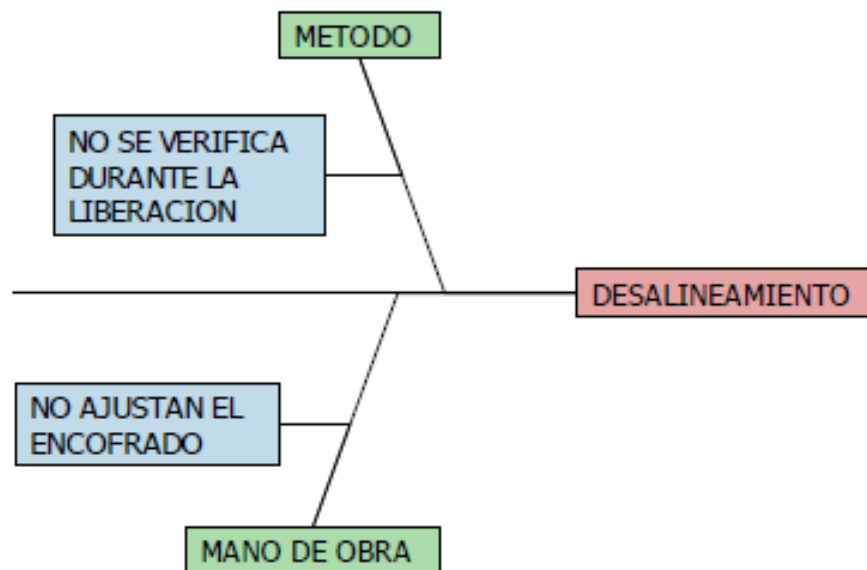 METODO
NO SE VERIFICA
DURANTE LA
LIBERACION
DESALINEAMIENTO
NO AJUSTAN EL
ENCOFRADO
MANO DE OBRA